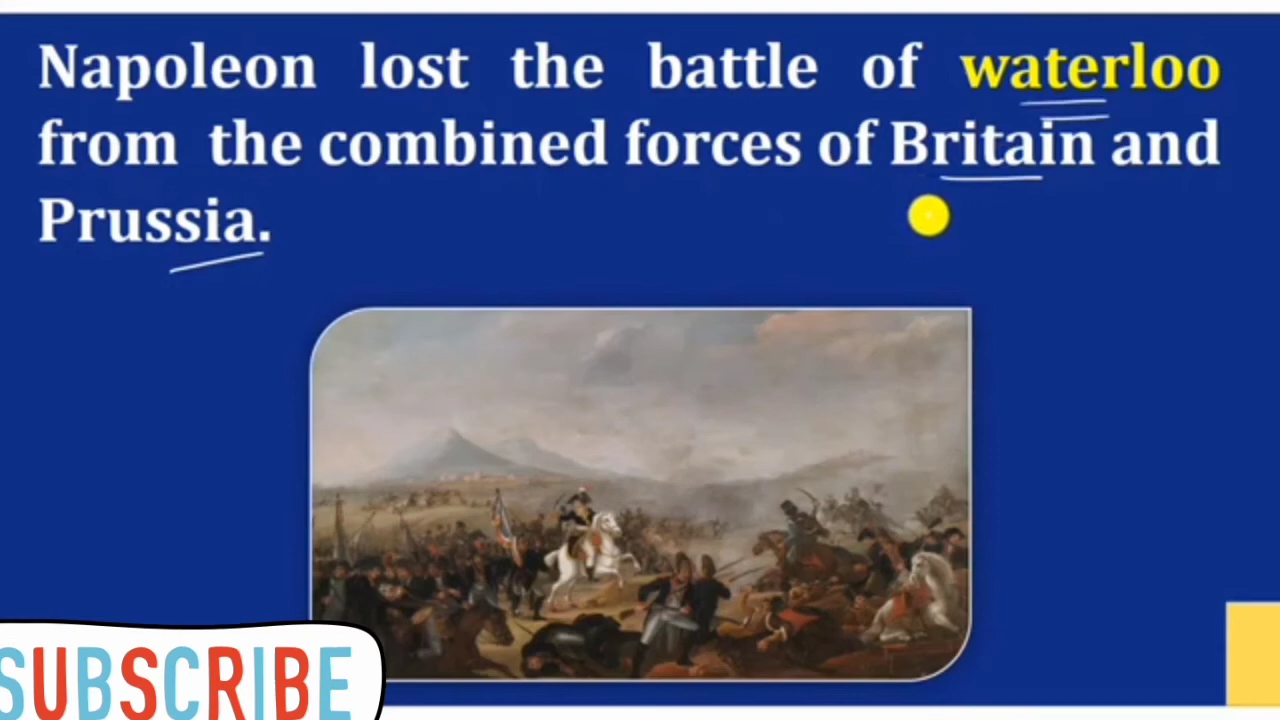 Napoleon lost the battle of waterloo
from the combined forces of Britain and
Prussia.
SUBSCRIBE